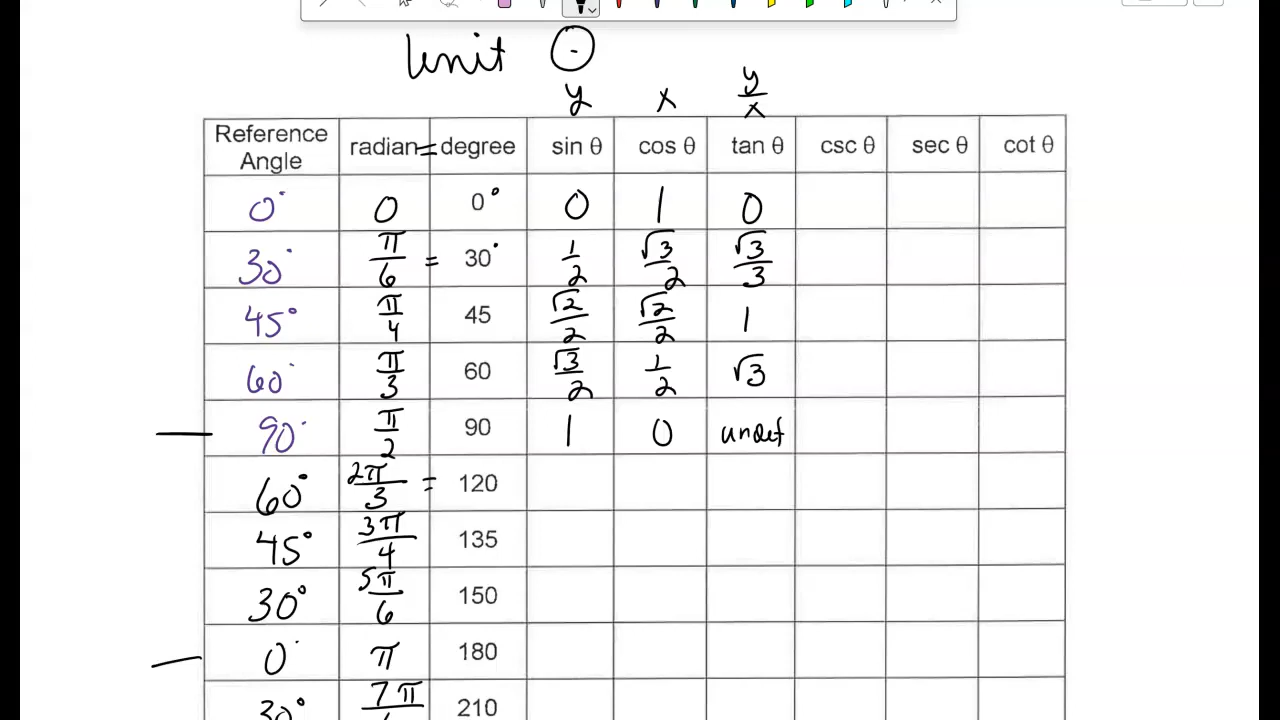 Unit ⊙
y x y/x
Reference Angle radian = degree sin θ cos θ tan θ csc θ sec θ cot θ
0° 0 0° 0 1 0
30° π/6 = 30° 1/2 √3/2 √3/3
45° π/4 45 √2/2 √2/2 1
60° π/3 60 √3/2 1/2 √3
90° π/2 90 1 0 undef
60° 2π/3 = 120
45° 3π/4 135
30° 5π/6 150
0° π 180
30° 7π/6 210